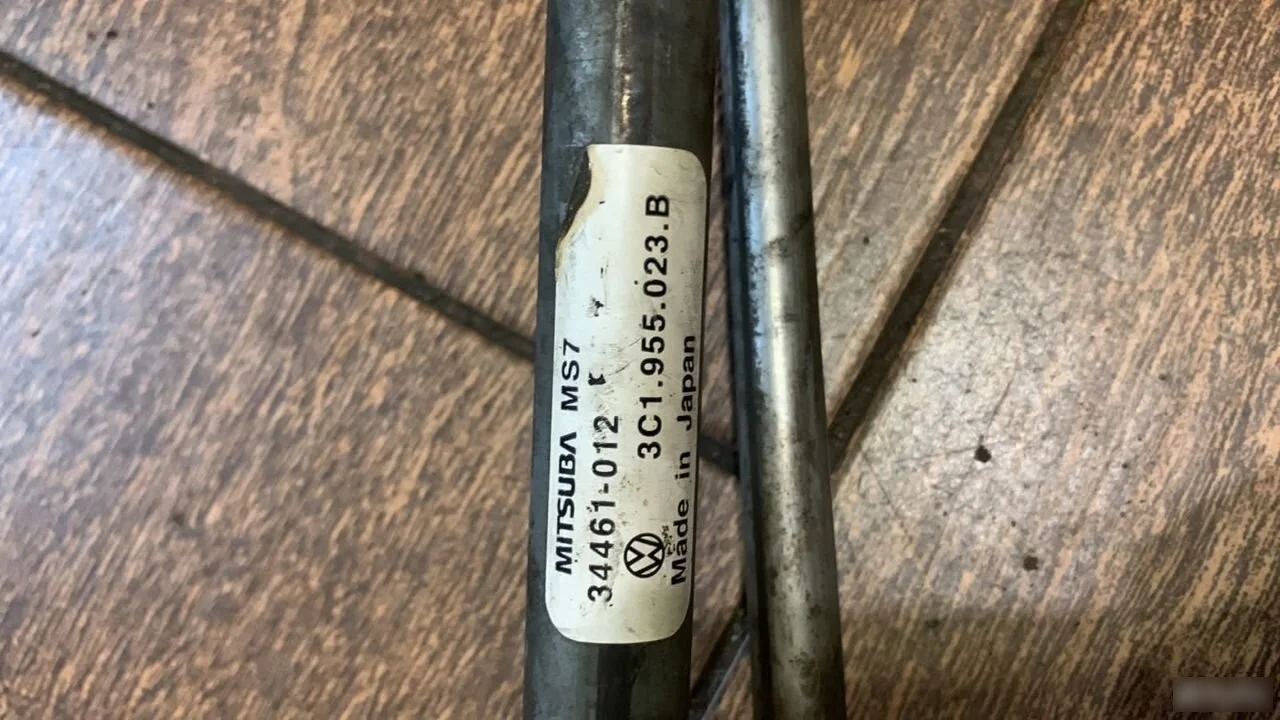 MITSUBA MS7
34461-012
3C1.955.023.B
Made in Japan